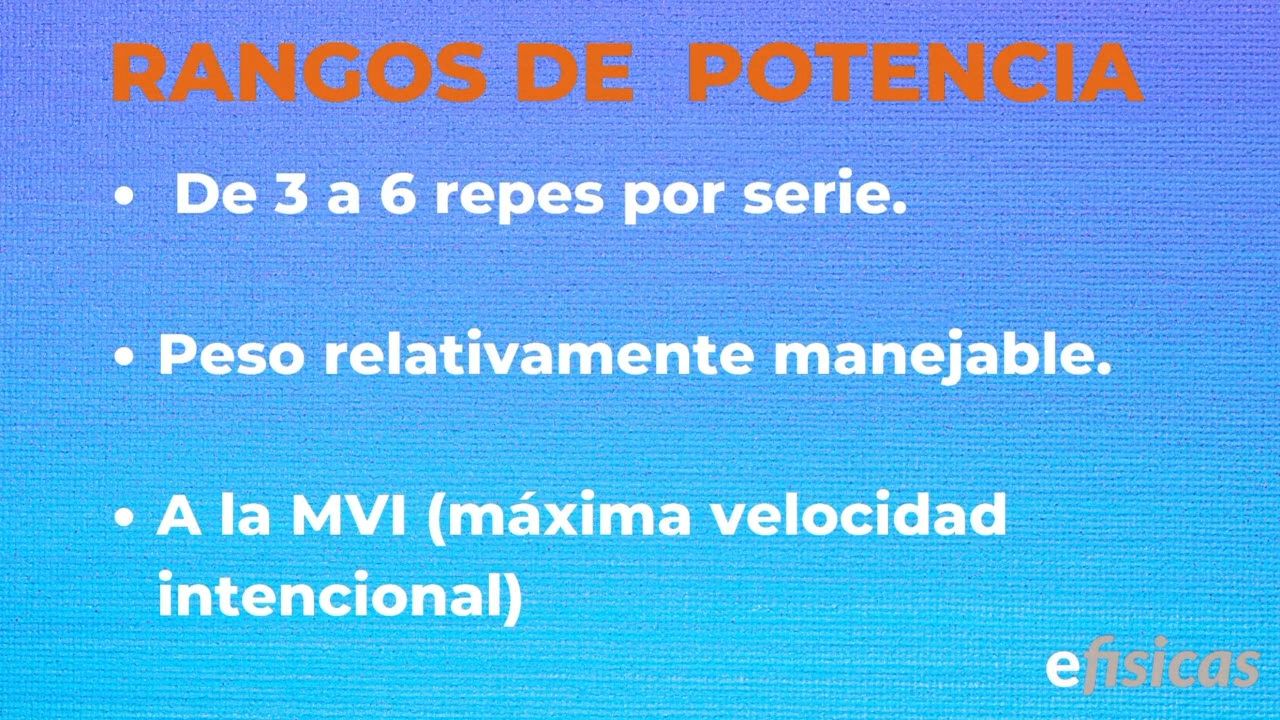 RANGOS DE POTENCIA
• De 3 a 6 repes por serie.
• Peso relativamente manejable.
• A la MVI (máxima velocidad
intencional)
efisicas